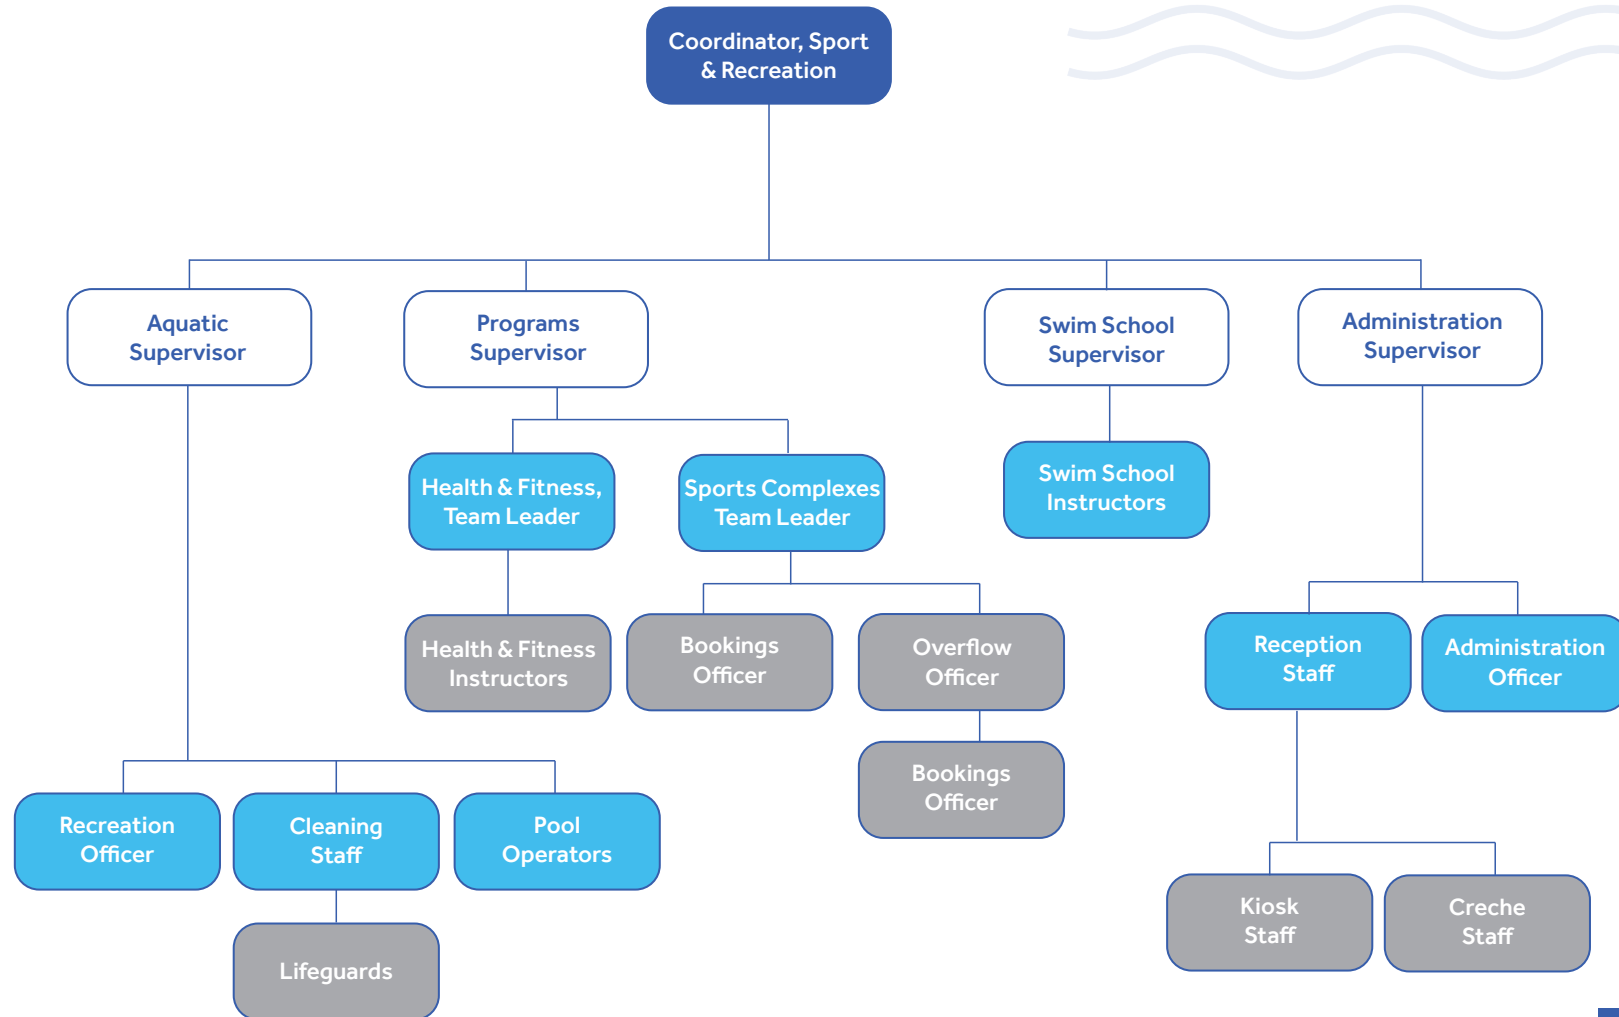 Coordinator, Sport
& Recreation
Aquatic
Supervisor
Programs
Supervisor
Swim School
Supervisor
Administration
Supervisor
Health & Fitness,
Team Leader
Sports Complexes
Team Leader
Swim School
Instructors
Health & Fitness
Instructors
Bookings
Officer
Overflow
Officer
Reception
Staff
Administration
Officer
Bookings
Officer
Recreation
Officer
Cleaning
Staff
Pool
Operators
Kiosk
Staff
Creche
Staff
Lifeguards